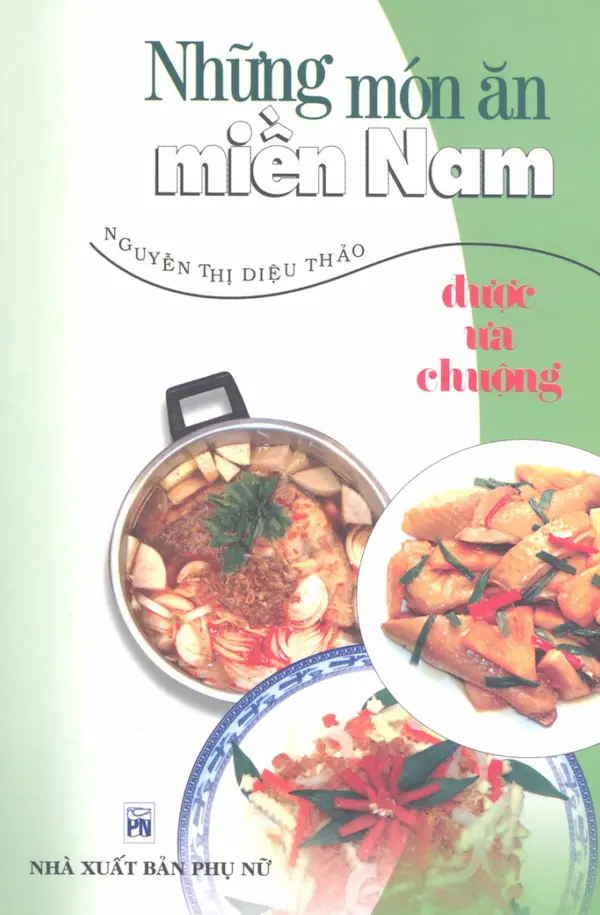 Những món ăn
miền Nam
NGUYỄN THỊ DIỆU THẢO
được
ưa
chuộng
PN
NHÀ XUẤT BẢN PHỤ NỮ